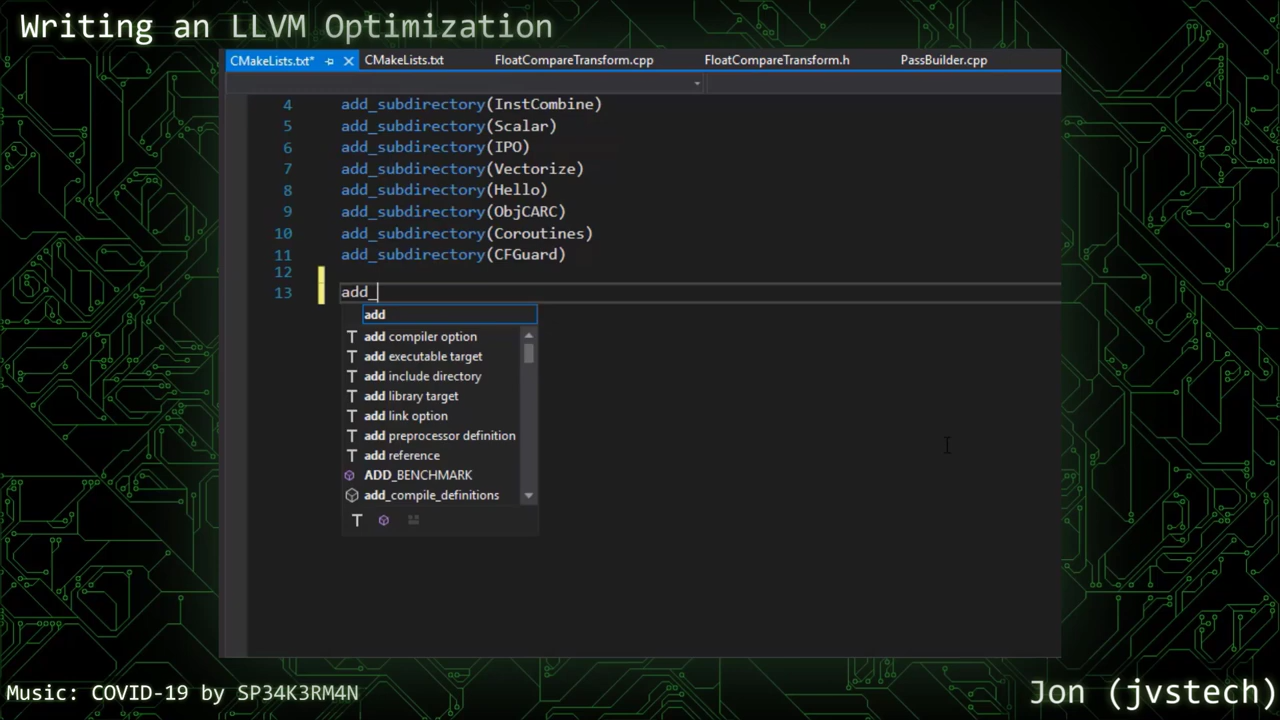 Writing an LLVM Optimization
CMakeLists.txt* CMakeLists.txt FloatCompareTransform.cpp FloatCompareTransform.h PassBuilder.cpp
4 add_subdirectory(InstCombine)
5 add_subdirectory(Scalar)
6 add_subdirectory(IPO)
7 add_subdirectory(Vectorize)
8 add_subdirectory(Hello)
9 add_subdirectory(ObjCARC)
10 add_subdirectory(Coroutines)
11 add_subdirectory(CFGuard)
12
13 add_
add
add compiler option
add executable target
add include directory
add library target
add link option
add preprocessor definition
add reference
ADD_BENCHMARK
add_compile_definitions
Music: COVID-19 by SP34K3RM4N
Jon (jvstech)